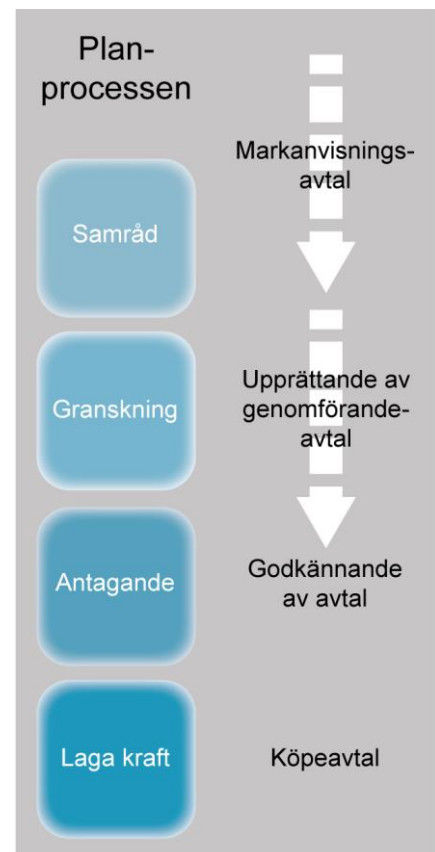 Plan-
processen
Markanvisnings-
avtal
Samråd
Granskning
Upprättande av
genomförande-
avtal
Antagande
Godkännande
av avtal
Laga kraft
Köpeavtal